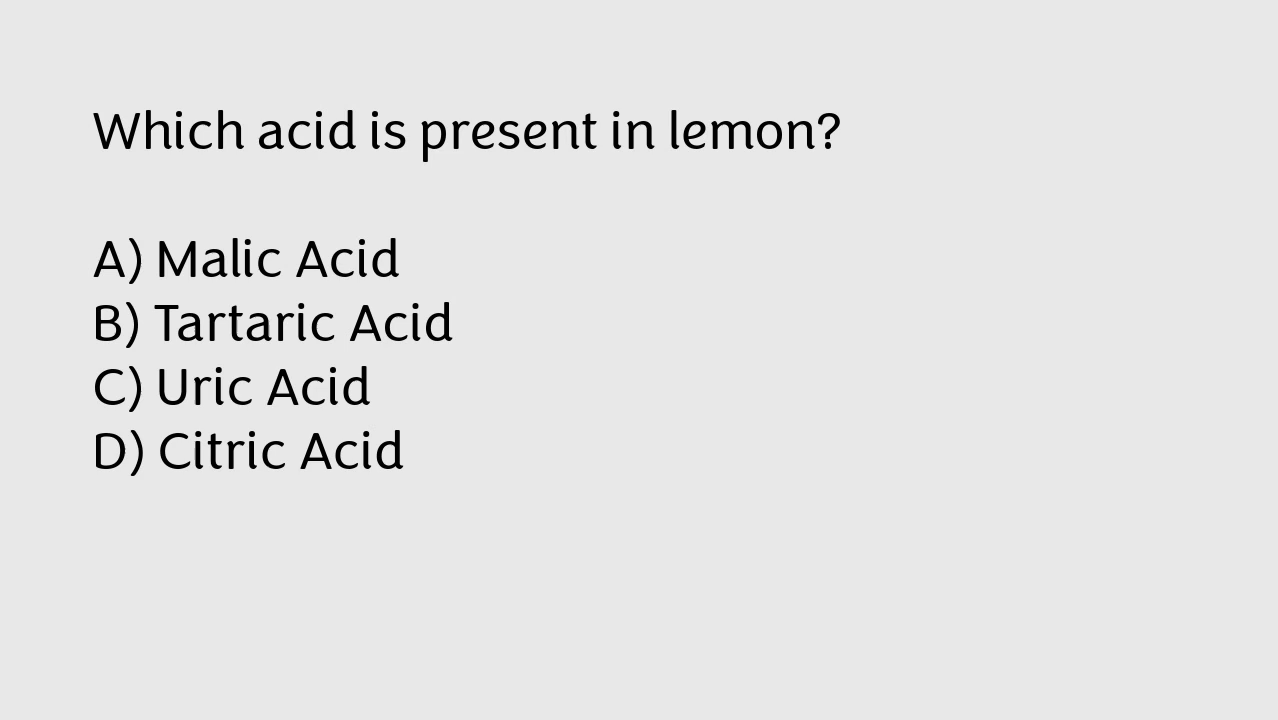 Which acid is present in lemon?
A) Malic Acid
B) Tartaric Acid
C) Uric Acid
D) Citric Acid